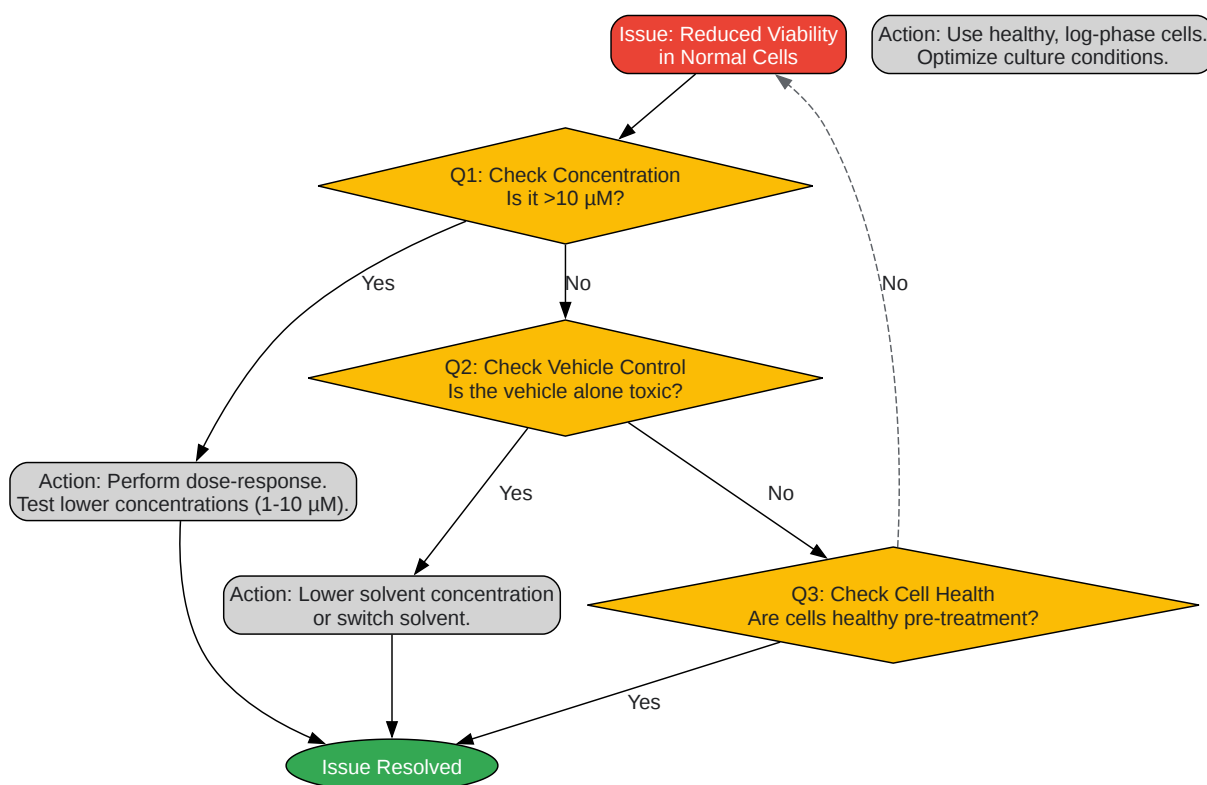 Issue: Reduced Viability
in Normal Cells
Action: Use healthy, log-phase cells.
Optimize culture conditions.
Q1: Check Concentration
Is it >10 µM?
Yes
No
No
Q2: Check Vehicle Control
Is the vehicle alone toxic?
Action: Perform dose-response.
Test lower concentrations (1-10 µM).
Yes
No
Action: Lower solvent concentration
or switch solvent.
Q3: Check Cell Health
Are cells healthy pre-treatment?
Yes
Issue Resolved